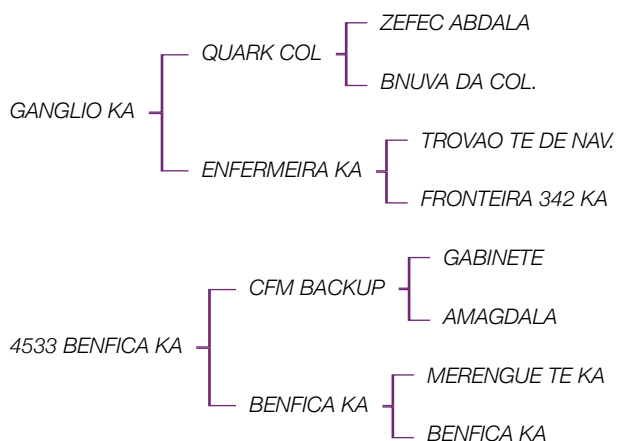 ZEFEC ABDALA
QUARK COL
BNUVA DA COL.
GANGLIO KA
TROVAO TE DE NAV.
ENFERMEIRA KA
FRONTEIRA 342 KA
GABINETE
CFM BACKUP
AMAGDALA
4533 BENFICA KA
MERENGUE TE KA
BENFICA KA
BENFICA KA